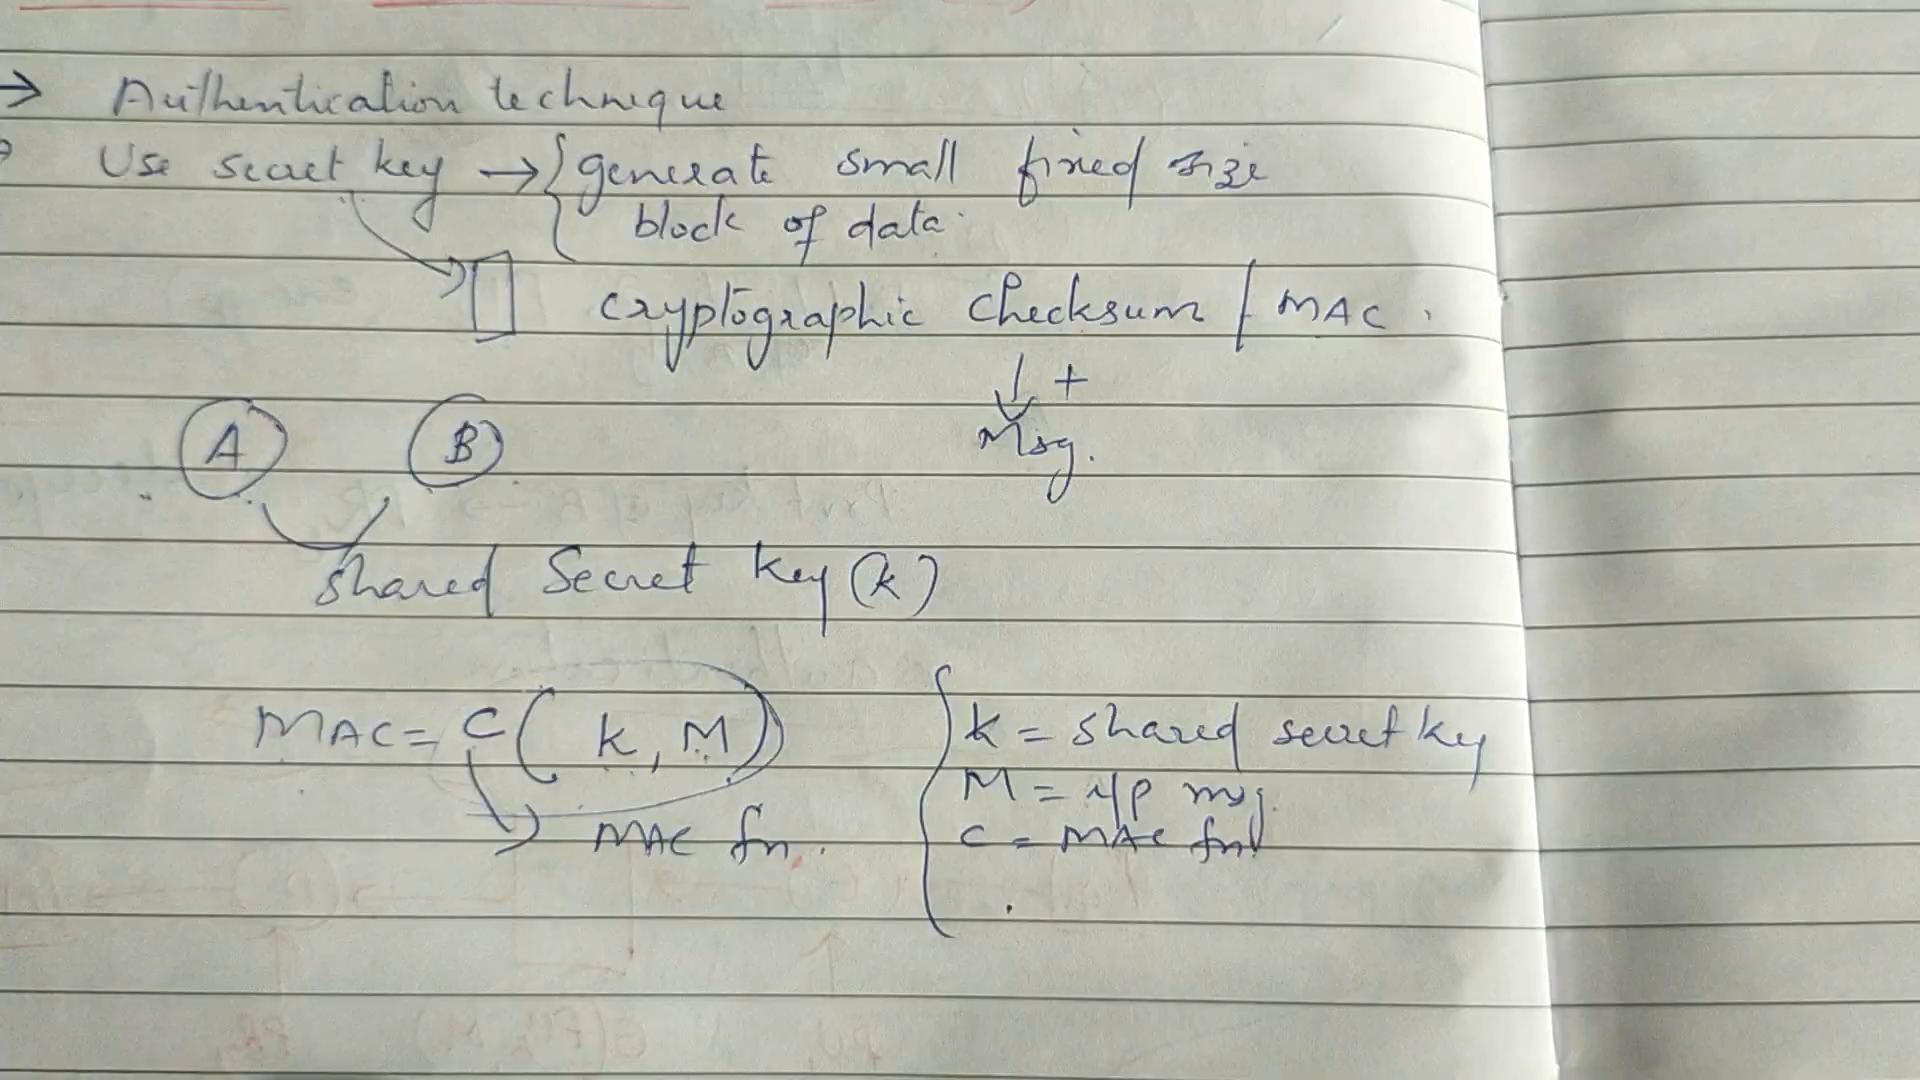 → Authentication technique
Use secret key → { generate small fixed size
block of data.
cryptographic checksum / MAC.
↓ +
Msg.
A B
shared Secret key (k)
MAC = C ( k, M )
MAC fn.
k = shared secret key
M = i/p msg.
C = MAC fn